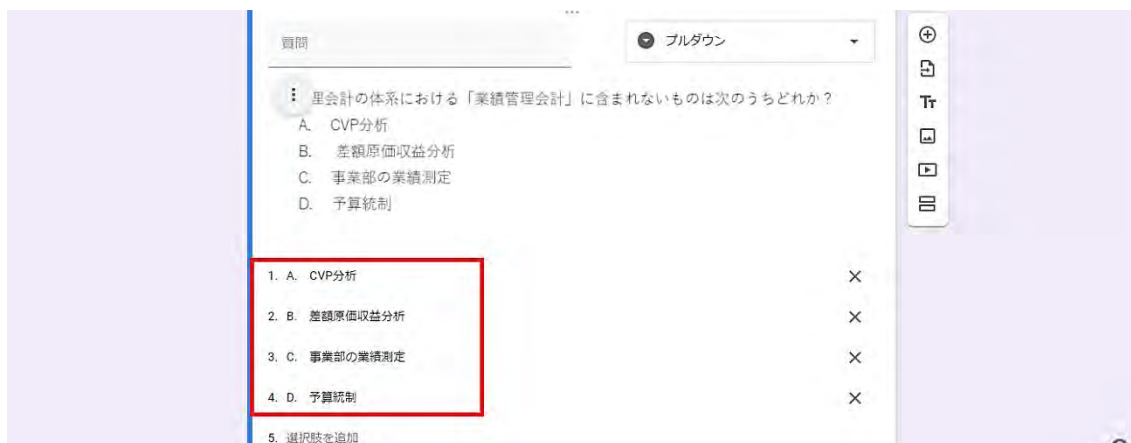 質問
プルダウン
理会計の体系における「業績管理会計」に含まれないものは次のうちどれか?
A. CVP分析
B. 差額原価収益分析
C. 事業部の業績測定
D. 予算統制
1. A. CVP分析
2. B. 差額原価収益分析
3. C. 事業部の業績測定
4. D. 予算統制
5. 選択肢を追加